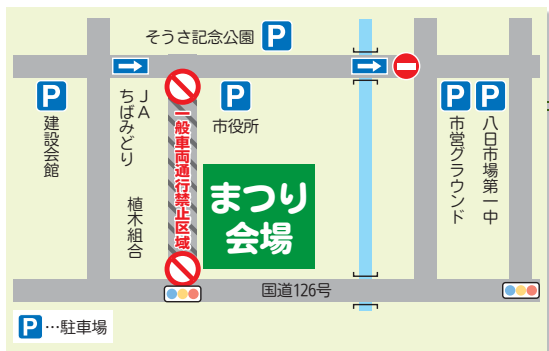 そうさ記念公園 P
P
建設会館
JA
ちばみどり
植木組合
一般車両通行禁止区域
P
市役所
まつり
会場
P
市営グラウンド
P
八日市場第一中
国道126号
P…駐車場